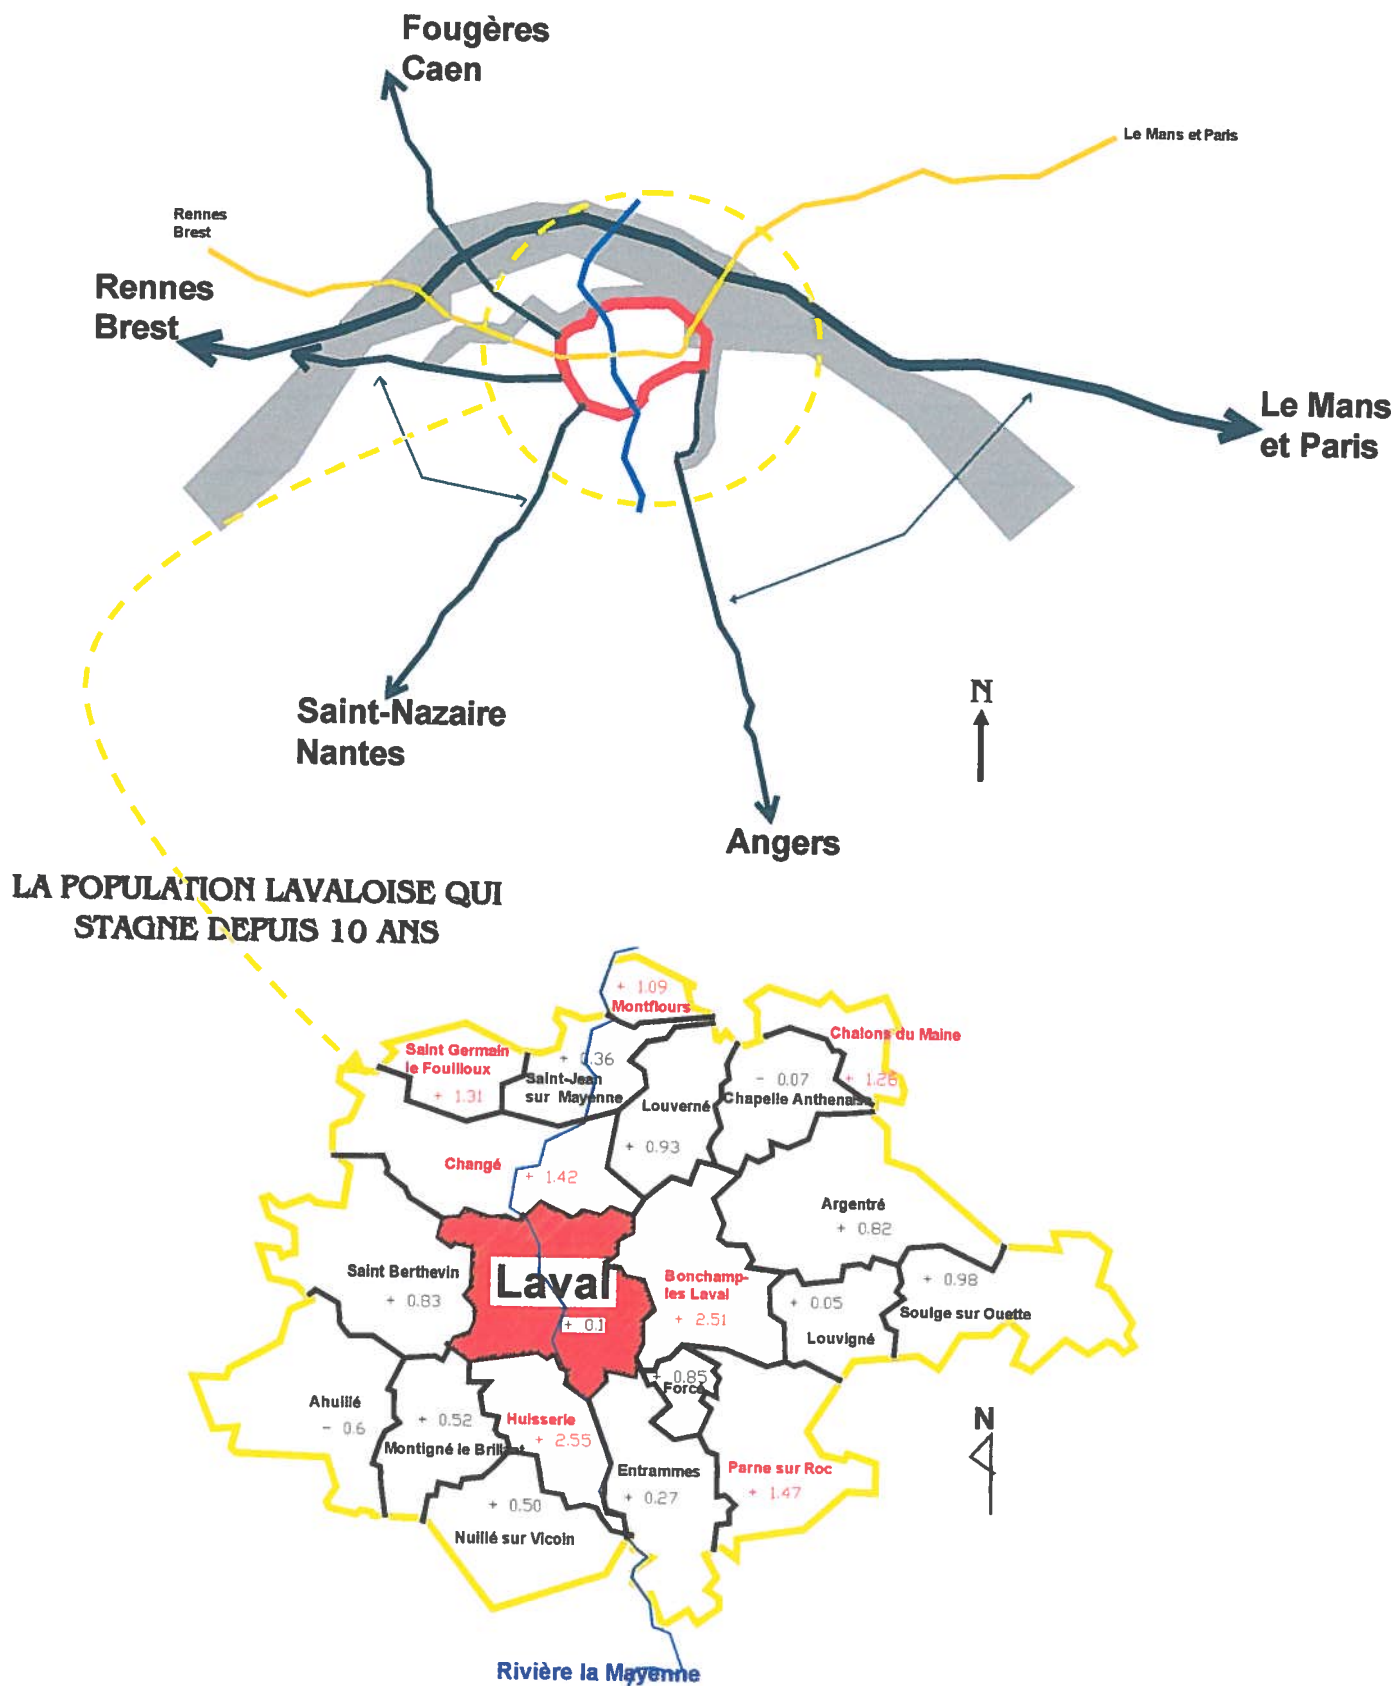 Fougères
Caen
Le Mans et Paris
Rennes
Brest
Rennes
Brest
Le Mans
et Paris
N
Saint-Nazaire
Nantes
Angers
LA POPULATION LAVALOISE QUI
STAGNE DEPUIS 10 ANS
+ 1.09
Montflours
Chalons du Maine
+ 1.26
Saint Germain
le Fouilloux
+ 1.31
+ 0.36
Saint-Jean
sur Mayenne
Louverné
+ 0.93
- 0.07
Chapelle Anthenaise
Changé
+ 1.42
Argentré
+ 0.82
Saint Berthevin
+ 0.83
Laval
+ 0.1
Bonchamp-
les Laval
+ 2.51
+ 0.05
Louvigné
+ 0.98
Soulge sur Ouette
+ 0.85
Forcé
Ahuillé
- 0.6
+ 0.52
Montigné le Brillant
Huisserie
+ 2.55
Entrammes
+ 0.27
Parne sur Roc
+ 1.47
N
+ 0.50
Nuillé sur Vicoin
Rivière la Mayenne